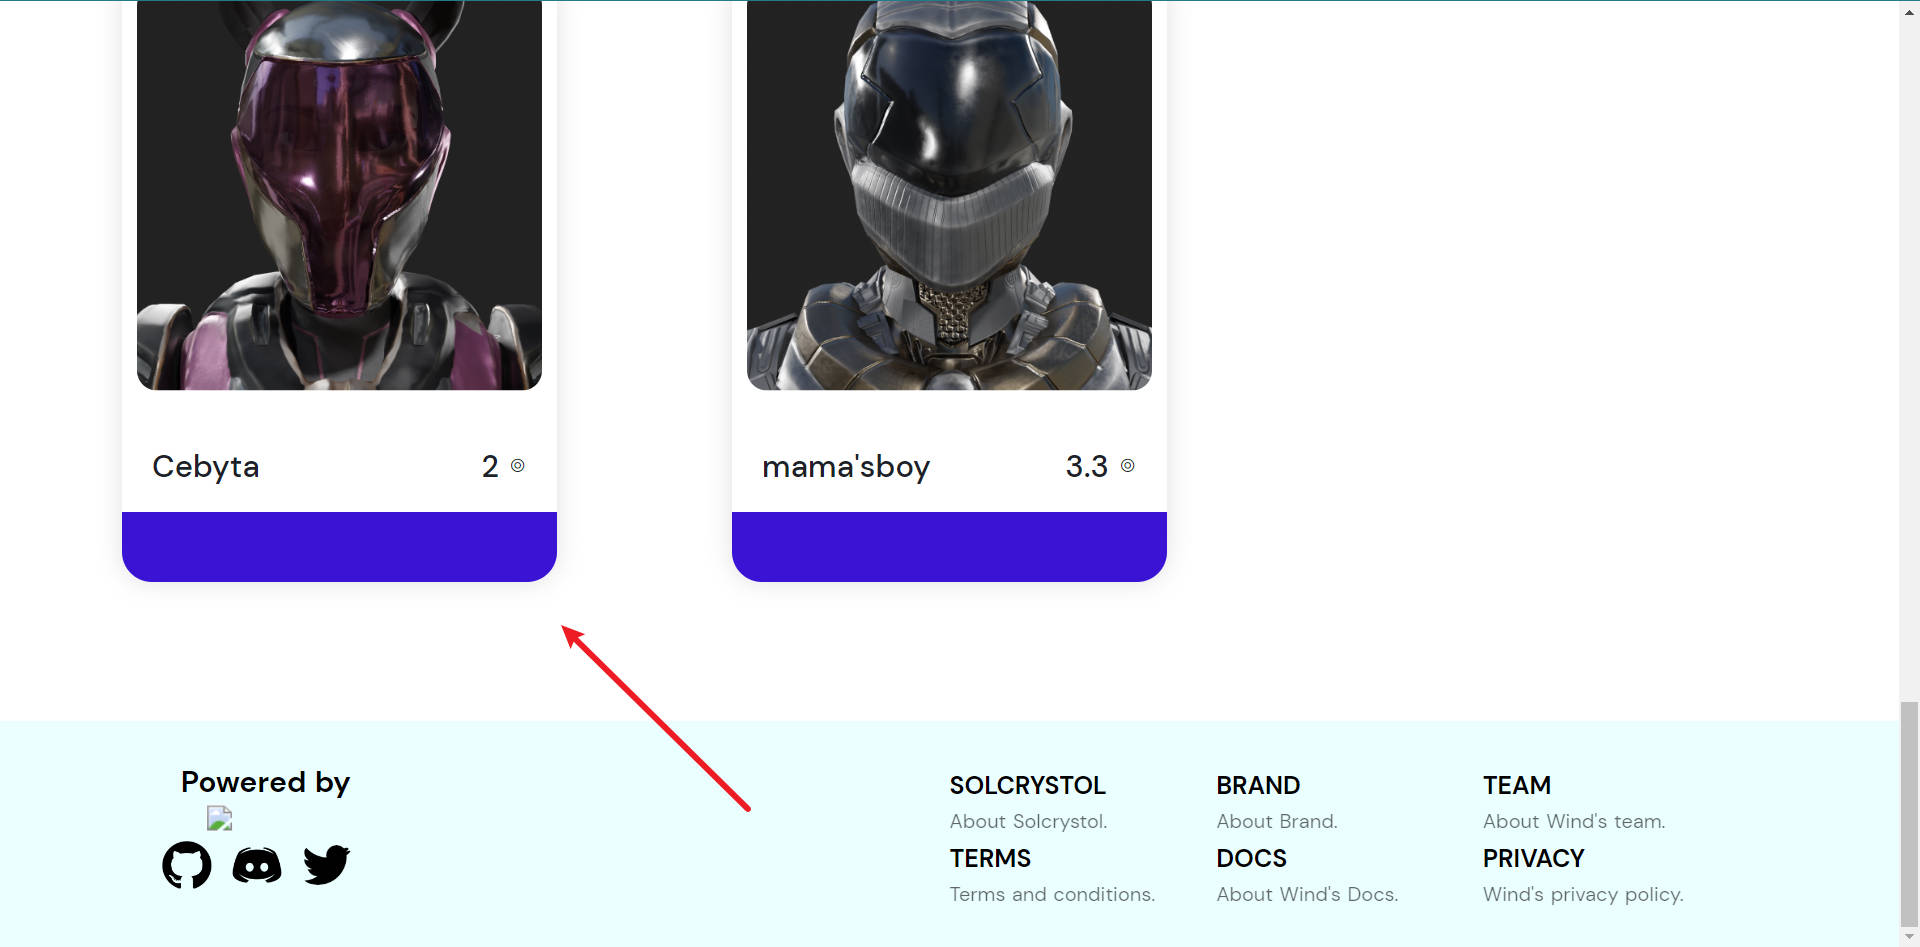 Cebyta 2 ◎
mama'sboy 3.3 ◎
Powered by
SOLCRYSTOL
About Solcrystol.
BRAND
About Brand.
TEAM
About Wind's team.
TERMS
Terms and conditions.
DOCS
About Wind's Docs.
PRIVACY
Wind's privacy policy.